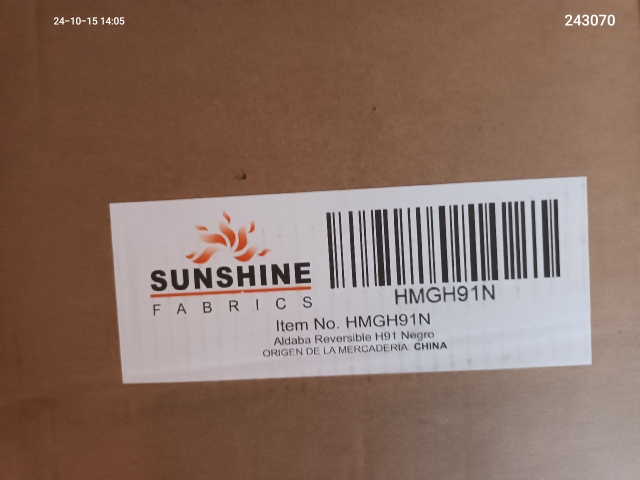 24-10-15 14:05
243070
SUNSHINE
FABRICS
HMGH91N
Item No. HMGH91N
Aldaba Reversible H91 Negro
ORIGEN DE LA MERCADERÍA: CHINA